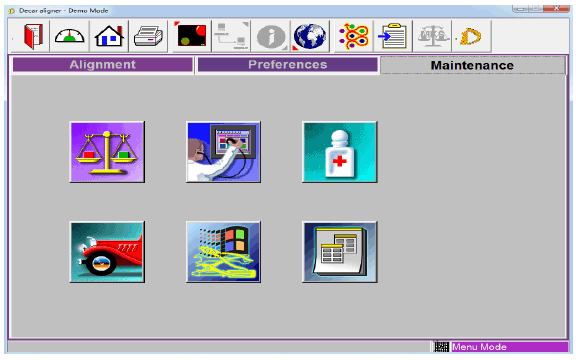 Decar aligner - Demo Mode
Alignment
Preferences
Maintenance
Menu Mode